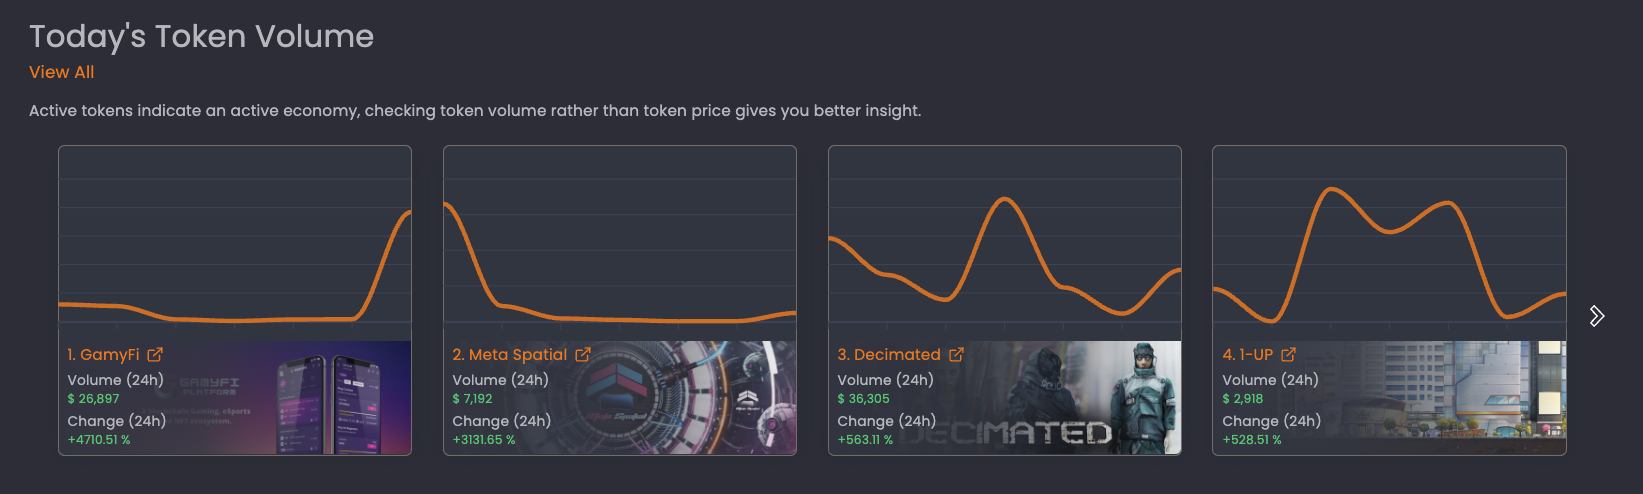 Today's Token Volume
View All
Active tokens indicate an active economy, checking token volume rather than token price gives you better insight.
1. GamyFi
Volume (24h)
$ 26,897
Change (24h)
+4710.51 %
GAMYFI
PLATFORM
2. Meta Spatial
Volume (24h)
$ 7,192
Change (24h)
+3131.65 %
Meta Spatial
3. Decimated
Volume (24h)
$ 36,305
Change (24h)
+563.11 %
DECIMATED
4. 1-UP
Volume (24h)
$ 2,918
Change (24h)
+528.51 %